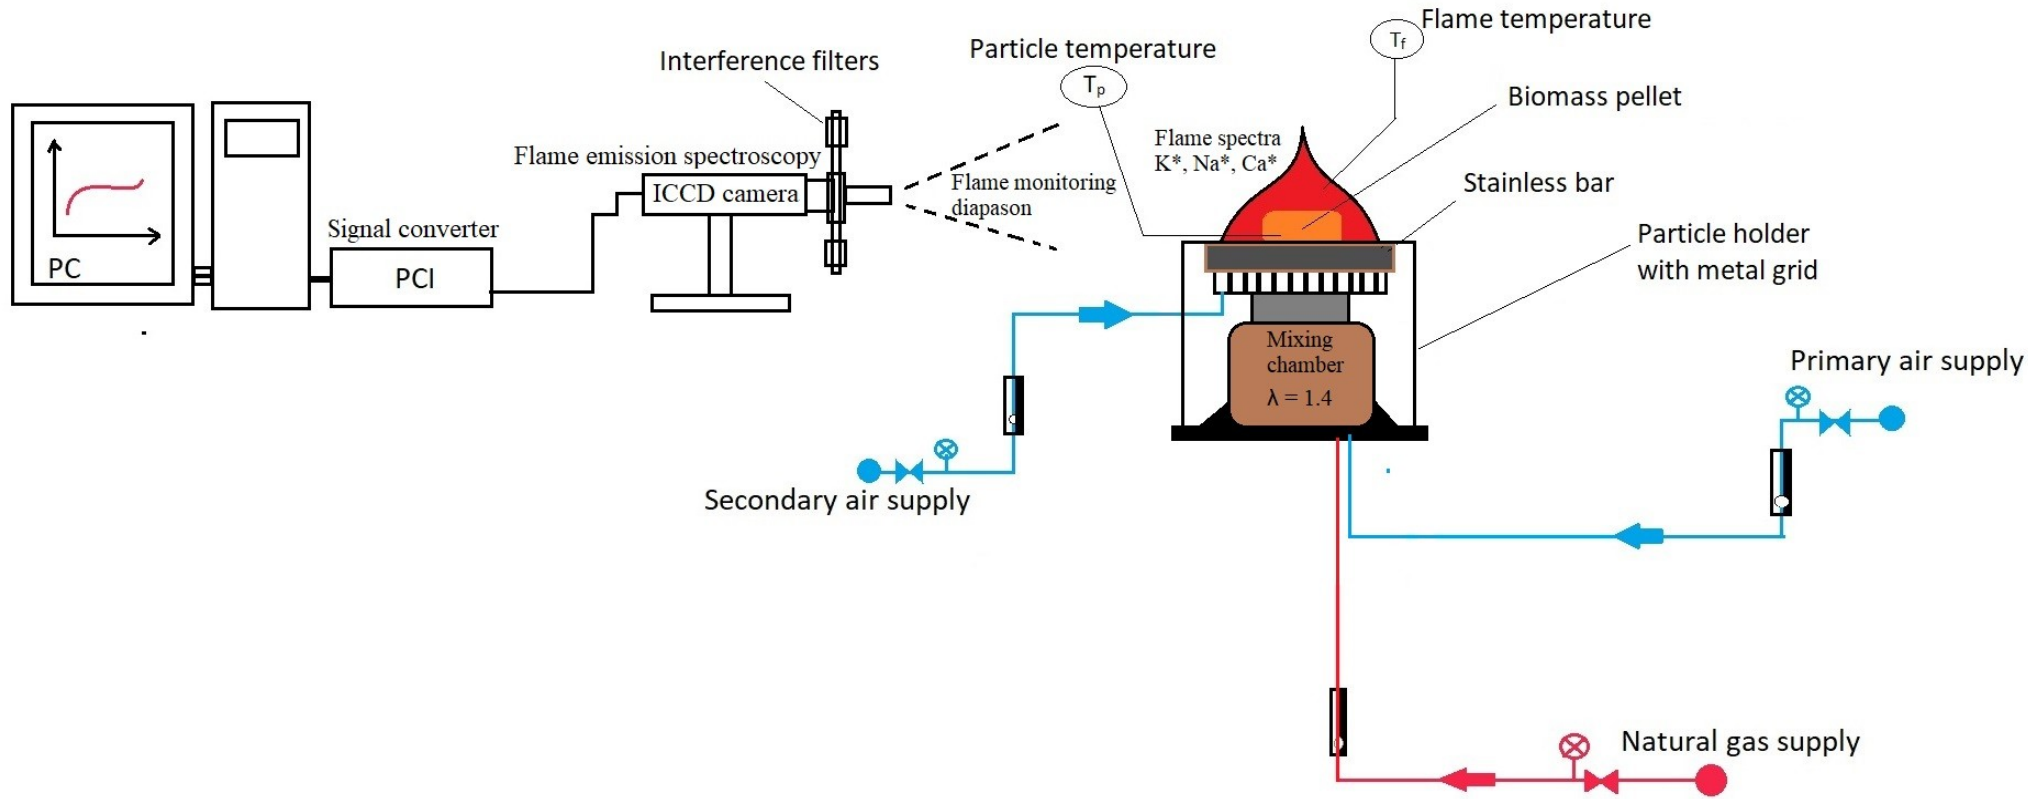 Flame temperature
T_f
Particle temperature
T_p
Interference filters
Biomass pellet
Flame spectra
K*, Na*, Ca*
Flame emission spectroscopy
ICCD camera
Flame monitoring
diapason
Stainless bar
Signal converter
PC
PCI
Particle holder
with metal grid
Mixing
chamber
λ = 1.4
Primary air supply
Secondary air supply
Natural gas supply